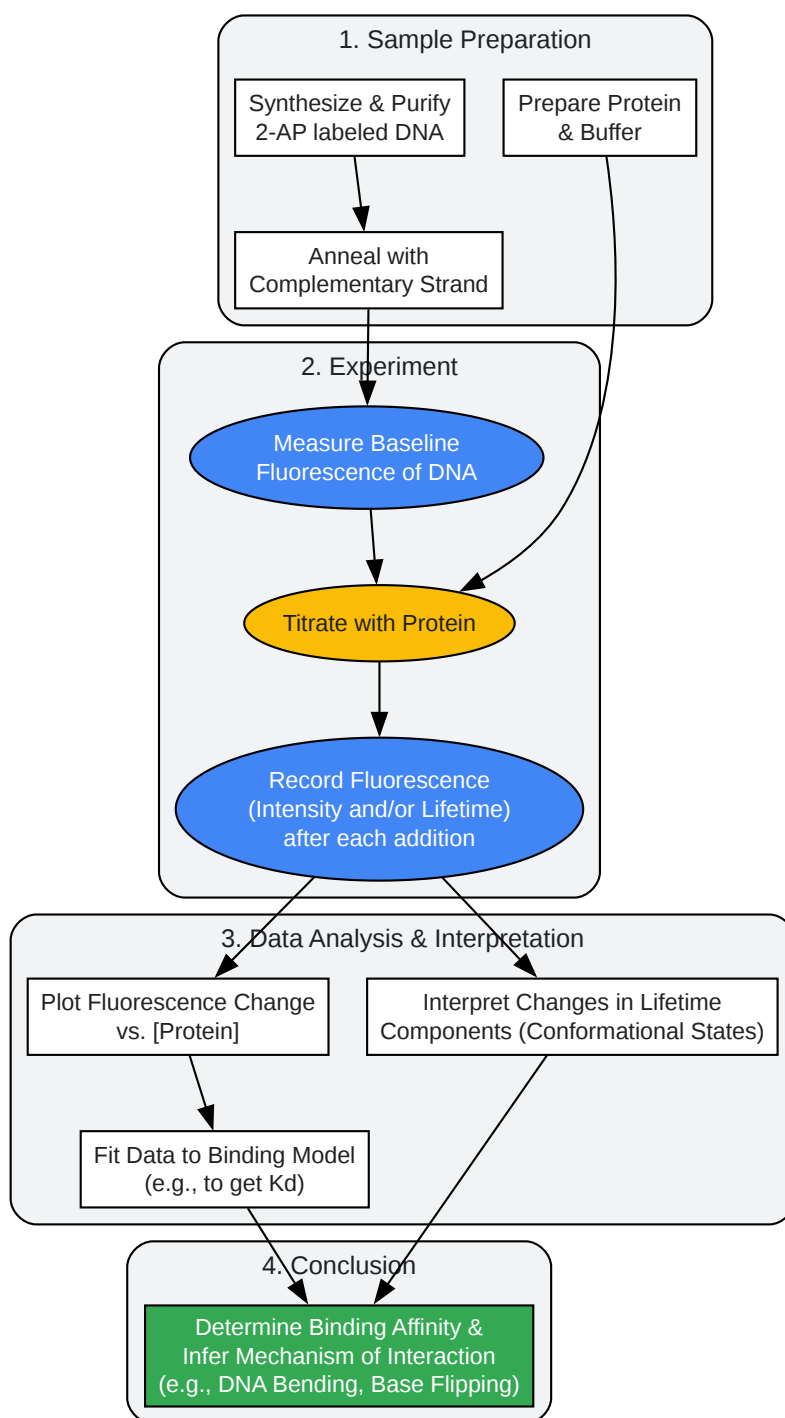 1. Sample Preparation
Synthesize & Purify
2-AP labeled DNA
Prepare Protein
& Buffer
Anneal with
Complementary Strand
2. Experiment
Measure Baseline
Fluorescence of DNA
Titrate with Protein
Record Fluorescence
(Intensity and/or Lifetime)
after each addition
3. Data Analysis & Interpretation
Plot Fluorescence Change
vs. [Protein]
Interpret Changes in Lifetime
Components (Conformational States)
Fit Data to Binding Model
(e.g., to get Kd)
4. Conclusion
Determine Binding Affinity &
Infer Mechanism of Interaction
(e.g., DNA Bending, Base Flipping)